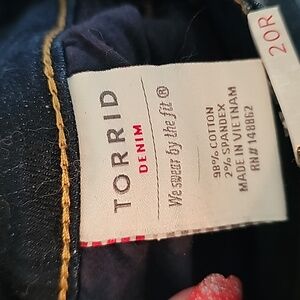 TORRID
DENIM
We swear by the fit ®
98% COTTON
2% SPANDEX
MADE IN VIETNAM
RN# 148862
20R